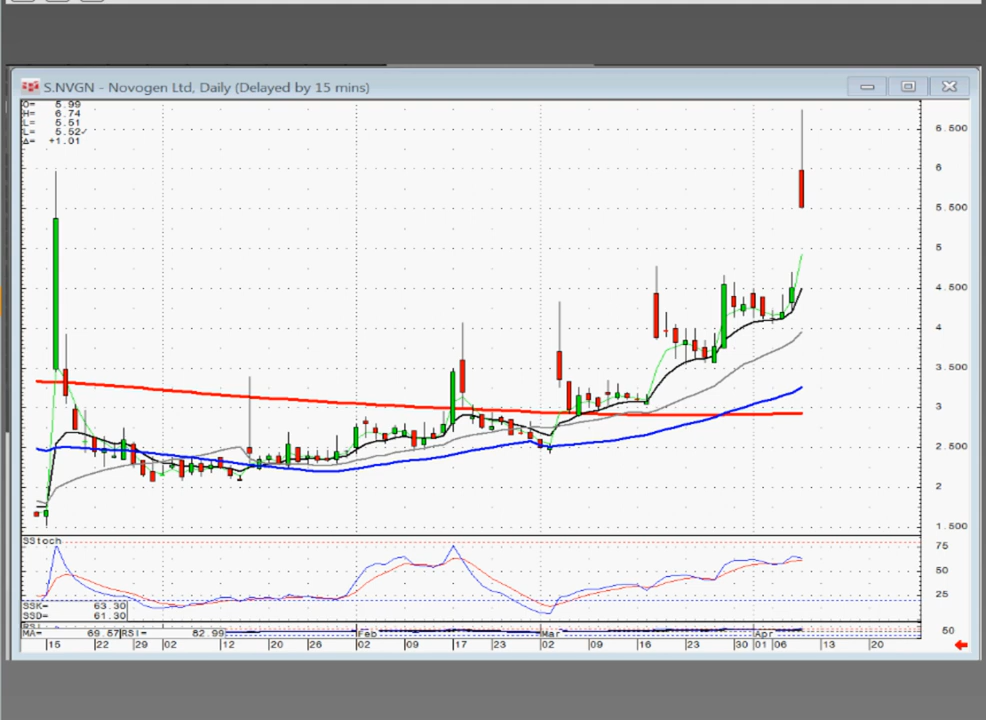 S.NVGN - Novogen Ltd, Daily (Delayed by 15 mins)
O= 5.99
H= 6.74
L= 5.51
L= 5.52✓
Δ= +1.01
6.500
6
5.500
5
4.500
4
3.500
3
2.500
2
1.500
SStoch
75
50
25
SSK= 63.30
SSD= 61.30
RSI
MA= 69.57 RSI= 82.99
50
15 22 29 02 12 20 26 Feb 02 09 17 23 Mar 02 09 16 23 30 Apr 01 06 13 20